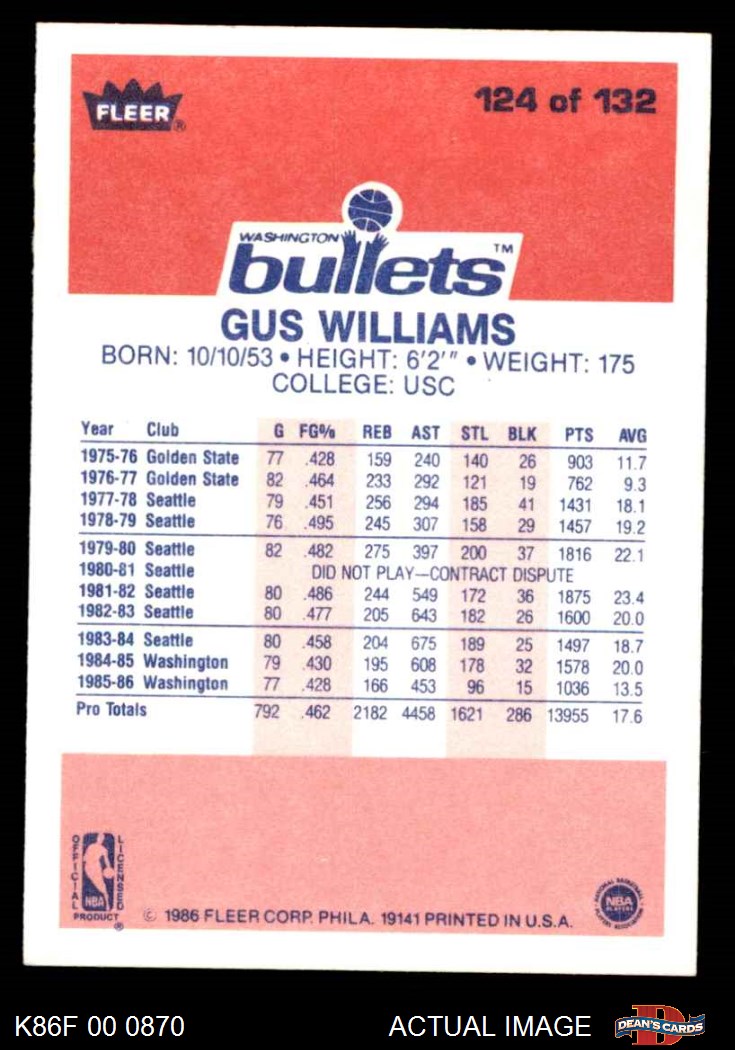 FLEER®
124 of 132
WASHINGTON
bullets™
GUS WILLIAMS
BORN: 10/10/53 • HEIGHT: 6'2'" • WEIGHT: 175
COLLEGE: USC
Year Club G FG% REB AST STL BLK PTS AVG
1975-76 Golden State 77 .428 159 240 140 26 903 11.7
1976-77 Golden State 82 .464 233 292 121 19 762 9.3
1977-78 Seattle 79 .451 256 294 185 41 1431 18.1
1978-79 Seattle 76 .495 245 307 158 29 1457 19.2
1979-80 Seattle 82 .482 275 397 200 37 1816 22.1
1980-81 Seattle DID NOT PLAY—CONTRACT DISPUTE
1981-82 Seattle 80 .486 244 549 172 36 1875 23.4
1982-83 Seattle 80 .477 205 643 182 26 1600 20.0
1983-84 Seattle 80 .458 204 675 189 25 1497 18.7
1984-85 Washington 79 .430 195 608 178 32 1578 20.0
1985-86 Washington 77 .428 166 453 96 15 1036 13.5
Pro Totals 792 .462 2182 4458 1621 286 13955 17.6
OFFICIAL LICENSED
NBA
PRODUCT®
© 1986 FLEER CORP. PHILA. 19141 PRINTED IN U.S.A.
NATIONAL BASKETBALL
NBA
PLAYERS
PLAYERS ASSOCIATION
K86F 00 0870
ACTUAL IMAGE
D
DEAN'S CARDS